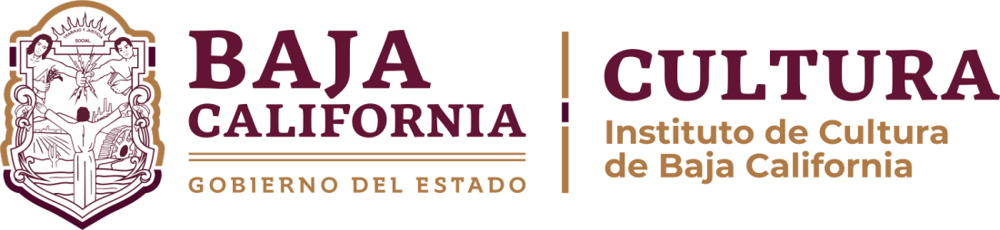 TRABAJO Y JUSTICIA
SOCIAL
BAJA
CALIFORNIA
GOBIERNO DEL ESTADO
CULTURA
Instituto de Cultura
de Baja California